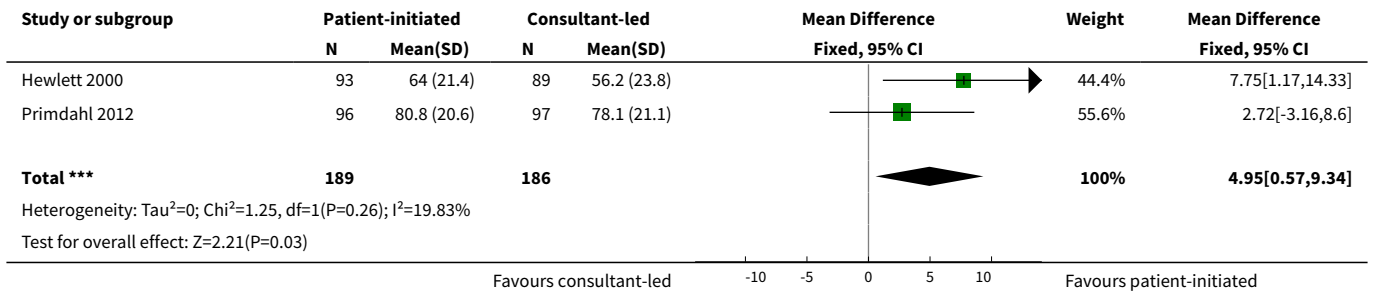 Study or subgroup Patient-initiated Consultant-led Mean Difference Weight Mean Difference
N Mean(SD) N Mean(SD) Fixed, 95% CI Fixed, 95% CI
Hewlett 2000 93 64 (21.4) 89 56.2 (23.8) 44.4% 7.75[1.17,14.33]
Primdahl 2012 96 80.8 (20.6) 97 78.1 (21.1) 55.6% 2.72[-3.16,8.6]
Total *** 189 186 100% 4.95[0.57,9.34]
Heterogeneity: Tau²=0; Chi²=1.25, df=1(P=0.26); I²=19.83%
Test for overall effect: Z=2.21(P=0.03)
Favours consultant-led -10 -5 0 5 10 Favours patient-initiated